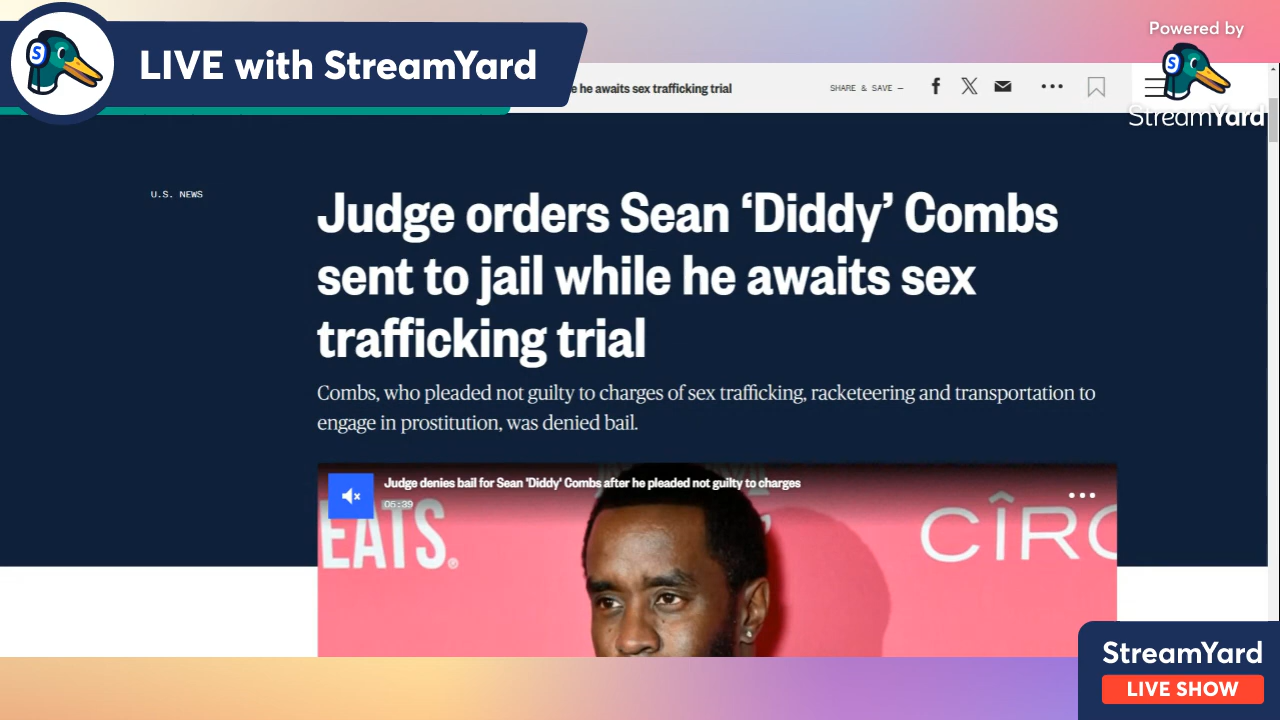 LIVE with StreamYard
Powered by
StreamYard
S
S
he awaits sex trafficking trial
SHARE & SAVE —
U.S. NEWS
Judge orders Sean ‘Diddy’ Combs
sent to jail while he awaits sex
trafficking trial
Combs, who pleaded not guilty to charges of sex trafficking, racketeering and transportation to
engage in prostitution, was denied bail.
Judge denies bail for Sean 'Diddy' Combs after he pleaded not guilty to charges
05:39
EATS.®
CÎRC
StreamYard
LIVE SHOW